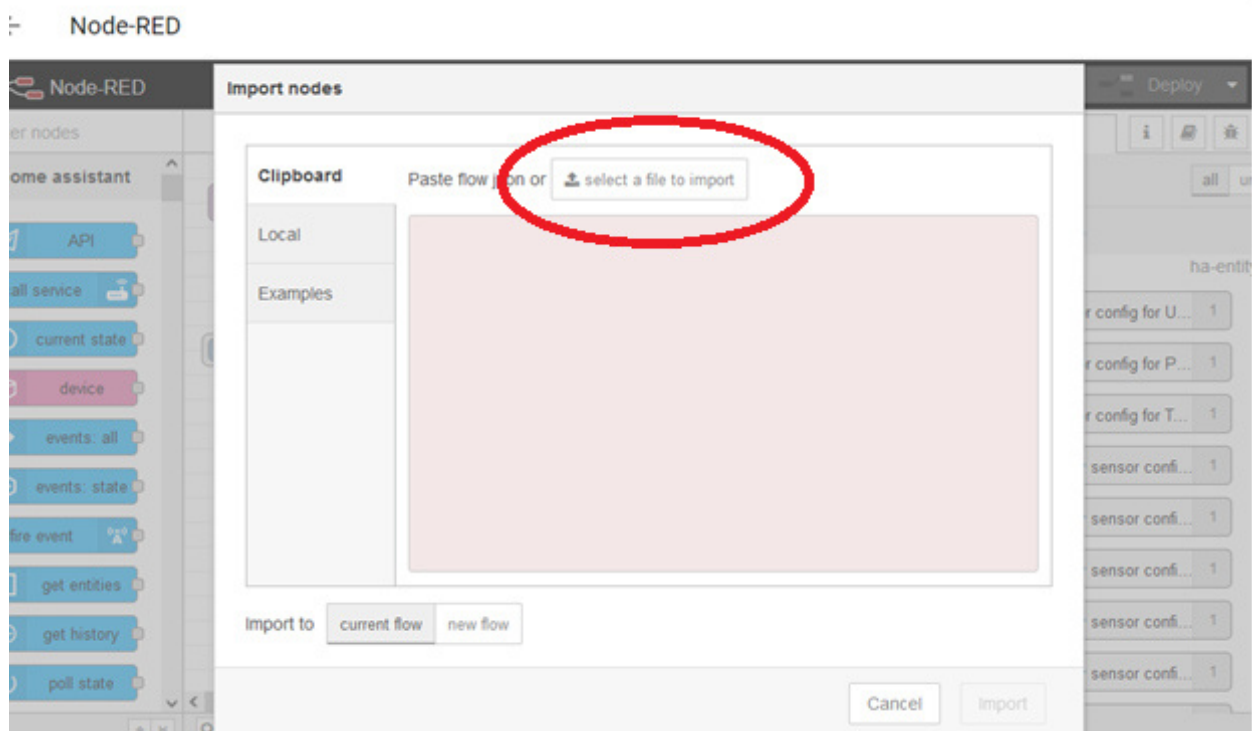 Node-RED
Node-RED
Import nodes
Deploy
er nodes
ome assistant
Clipboard
Paste flow json or select a file to import
all
API
Local
ha-entit
all service
Examples
r config for U... 1
current state
r config for P... 1
device
r config for T... 1
events: all
sensor confi... 1
events: state
sensor confi... 1
fire event
sensor confi... 1
get entities
Import to current flow new flow
sensor confi... 1
get history
sensor confi... 1
poll state
Cancel Import